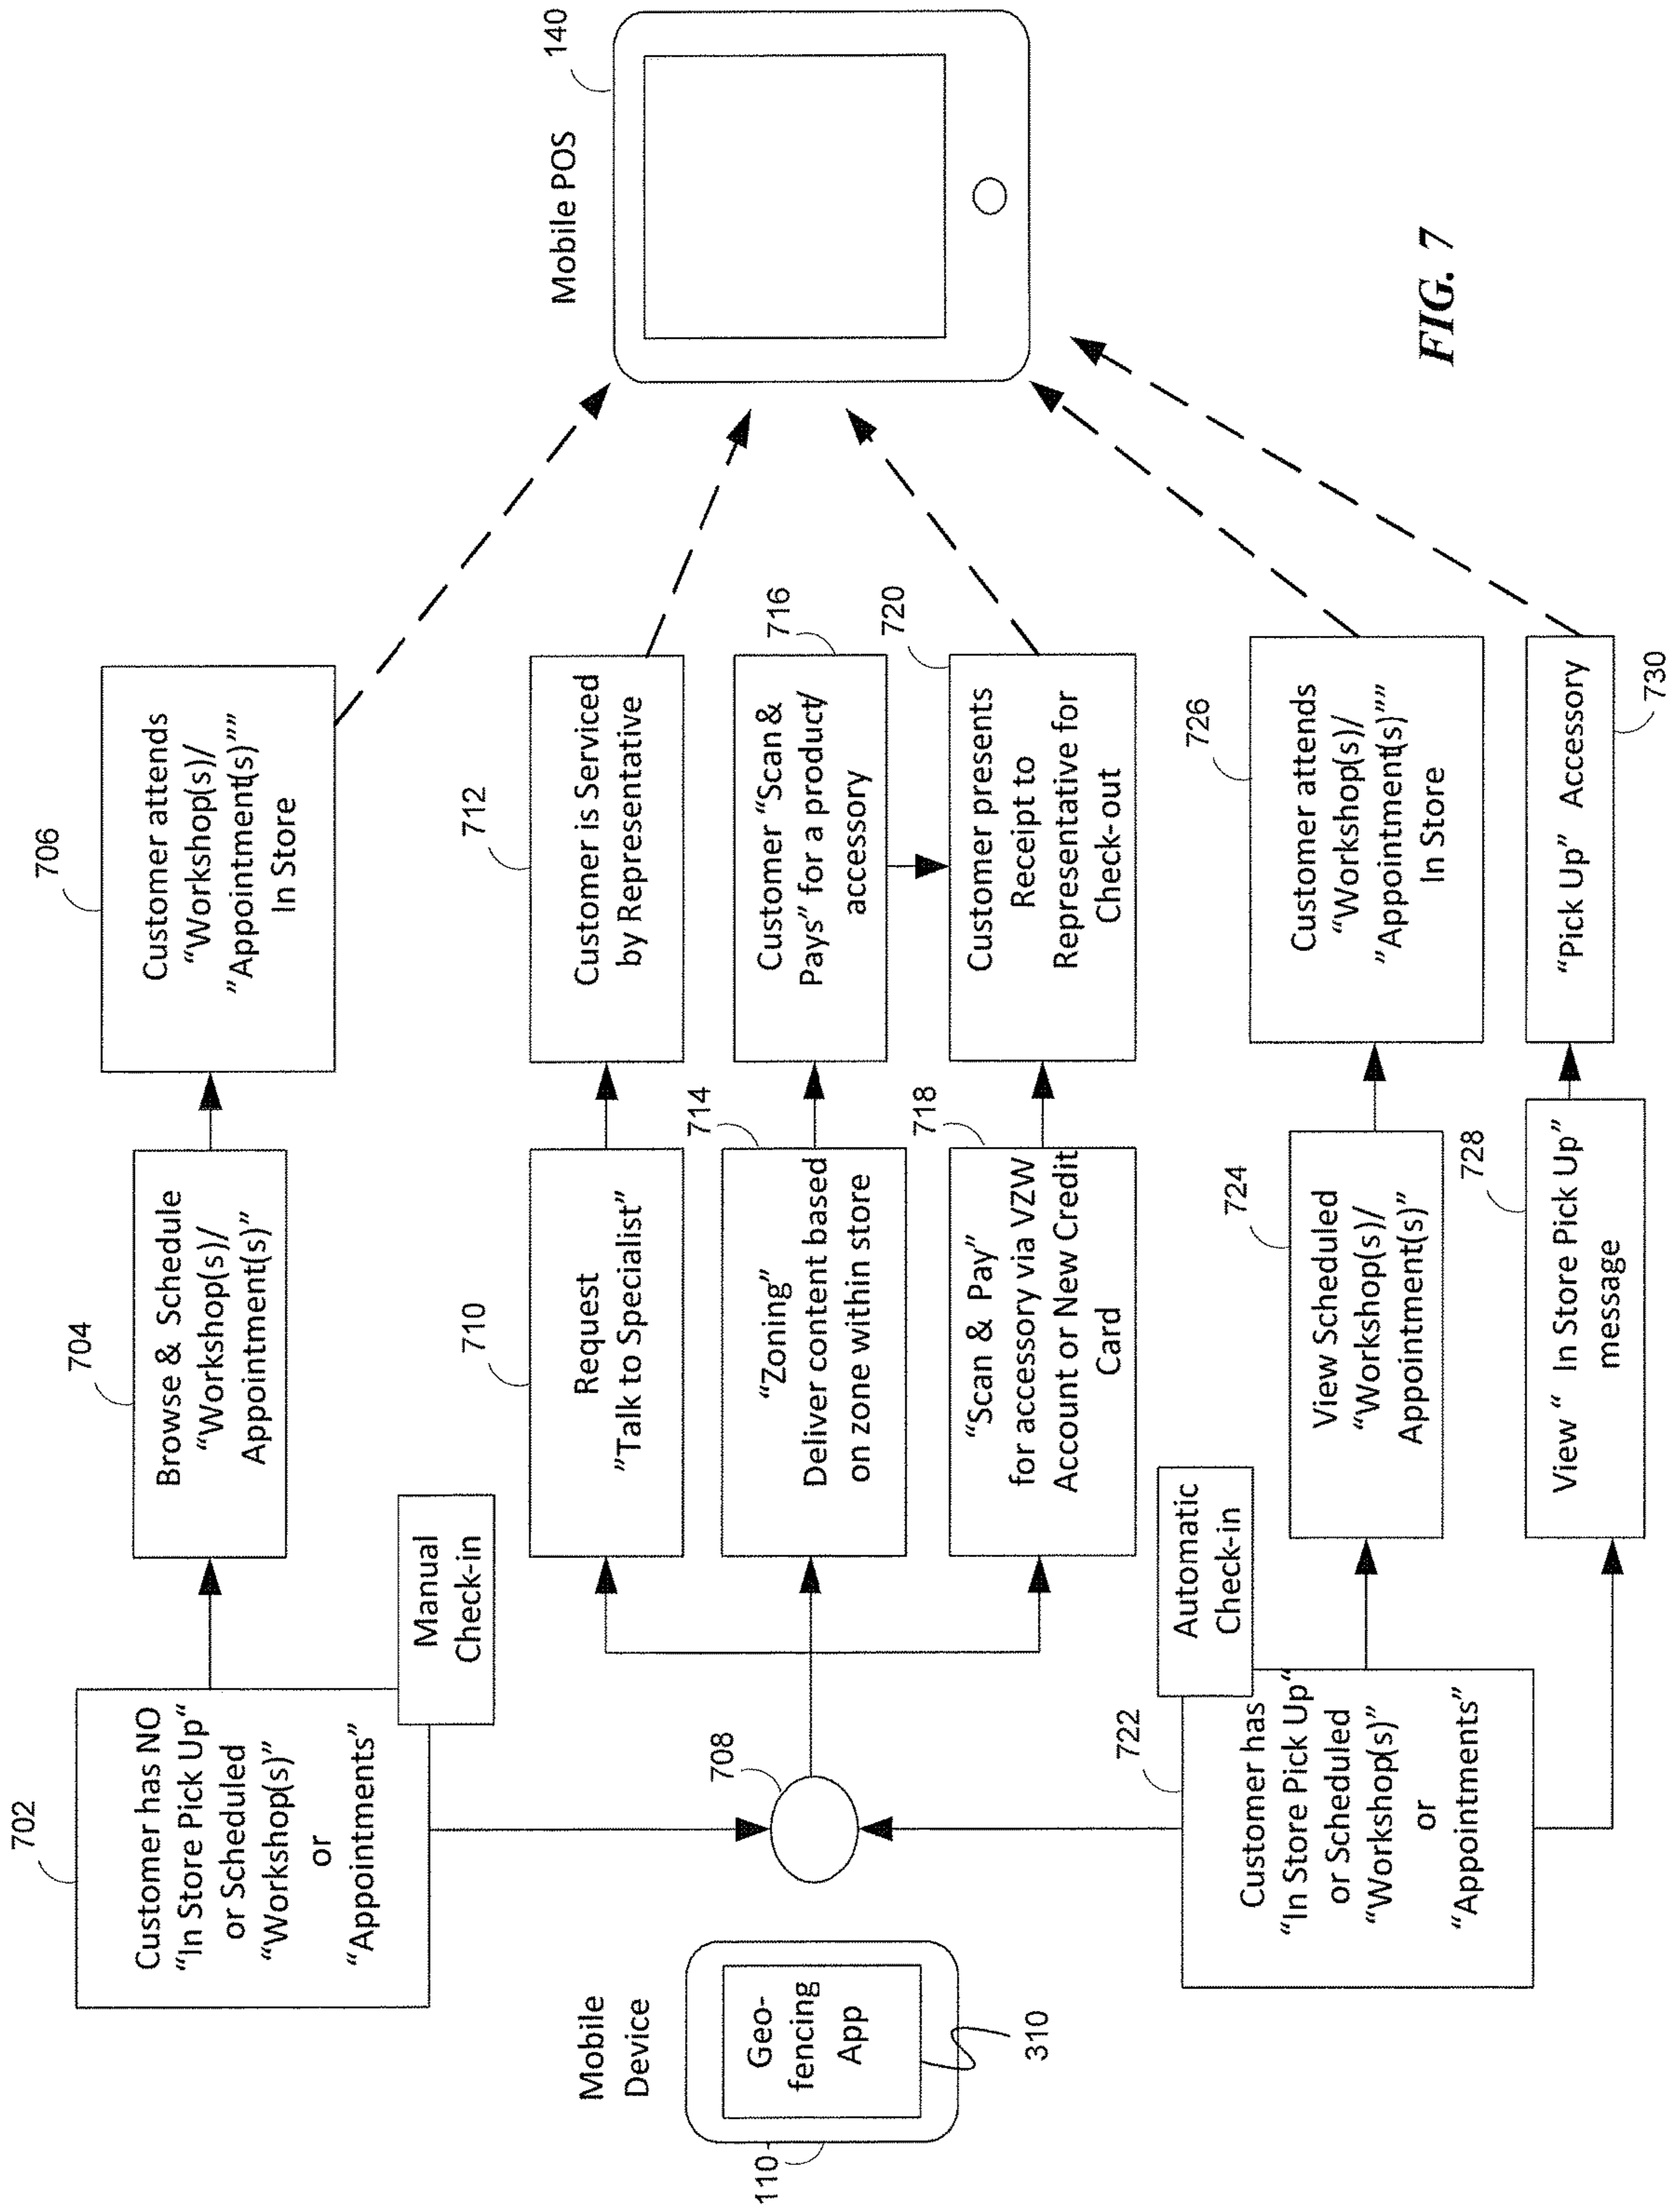 702
Customer has NO
“In Store Pick Up“
or Scheduled
“Workshop(s)”
or
“Appointments”
Manual
Check-in
704
Browse & Schedule
“Workshop(s)/
Appointment(s)”
706
Customer attends
“Workshop(s)/
”Appointment(s)””
In Store
Mobile
Device
Geo-
fencing
App
110
310
708
710
Request
”Talk to Specialist”
712
Customer is Serviced
by Representative
714
“Zoning”
Deliver content based
on zone within store
716
Customer “Scan &
Pays” for a product/
accessory
718
“Scan & Pay”
for accessory via VZW
Account or New Credit
Card
720
Customer presents
Receipt to
Representative for
Check-out
Mobile POS
140
722
Customer has
“In Store Pick Up“
or Scheduled
“Workshop(s)”
or
“Appointments”
Automatic
Check-in
724
View Scheduled
“Workshop(s)/
Appointment(s)”
726
Customer attends
“Workshop(s)/
”Appointment(s)””
In Store
728
View “ In Store Pick Up”
message
“Pick Up” Accessory
730
FIG. 7